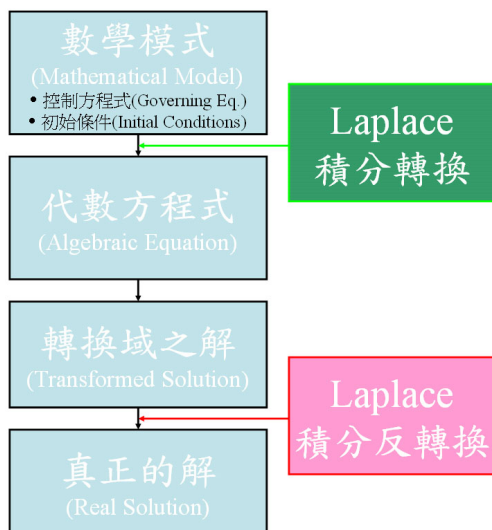 數學模式
(Mathematical Model)
• 控制方程式(Governing Eq.)
• 初始條件(Initial Conditions)
Laplace
積分轉換
代數方程式
(Algebraic Equation)
轉換域之解
(Transformed Solution)
Laplace
積分反轉換
真正的解
(Real Solution)